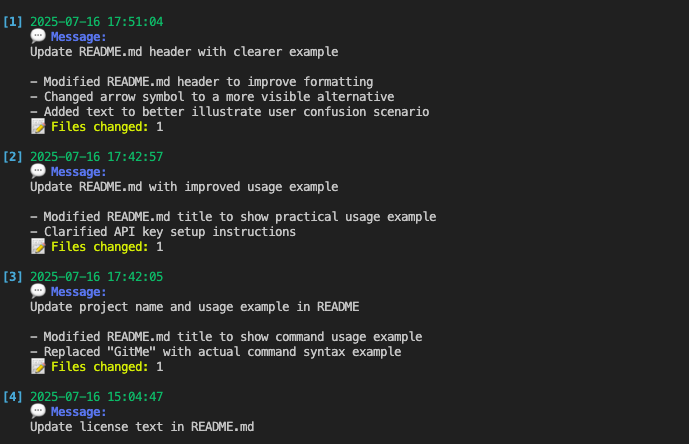 [1] 2025-07-16 17:51:04
💬 Message:
Update README.md header with clearer example
- Modified README.md header to improve formatting
- Changed arrow symbol to a more visible alternative
- Added text to better illustrate user confusion scenario
📝 Files changed: 1
[2] 2025-07-16 17:42:57
💬 Message:
Update README.md with improved usage example
- Modified README.md title to show practical usage example
- Clarified API key setup instructions
📝 Files changed: 1
[3] 2025-07-16 17:42:05
💬 Message:
Update project name and usage example in README
- Modified README.md title to show command usage example
- Replaced "GitMe" with actual command syntax example
📝 Files changed: 1
[4] 2025-07-16 15:04:47
💬 Message:
Update license text in README.md